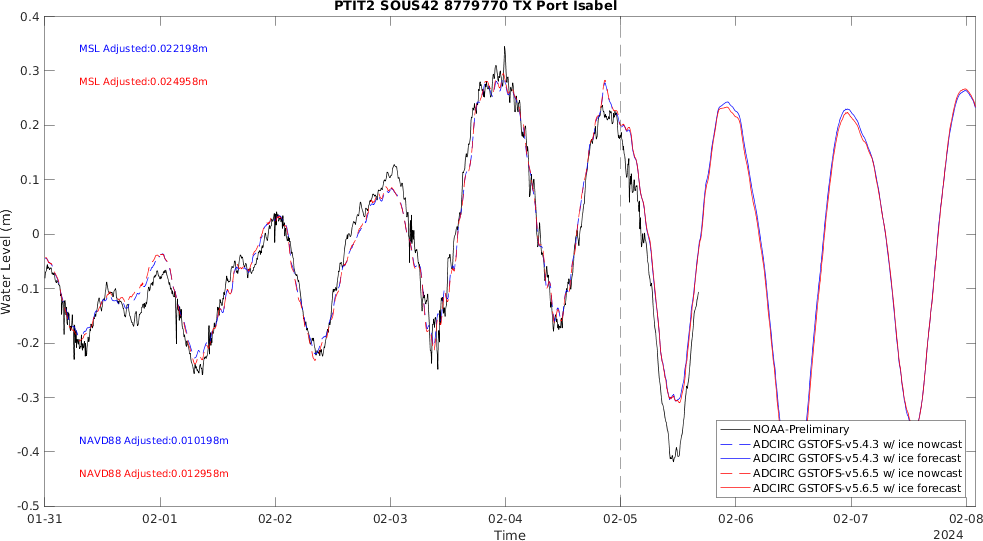 PTIT2 SOUS42 8779770 TX Port Isabel
0.4
0.3
0.2
0.1
0
-0.1
-0.2
-0.3
-0.4
-0.5
Water Level (m)
MSL Adjusted:0.022198m
MSL Adjusted:0.024958m
NAVD88 Adjusted:0.010198m
NAVD88 Adjusted:0.012958m
NOAA-Preliminary
ADCIRC GSTOFS-v5.4.3 w/ ice nowcast
ADCIRC GSTOFS-v5.4.3 w/ ice forecast
ADCIRC GSTOFS-v5.6.5 w/ ice nowcast
ADCIRC GSTOFS-v5.6.5 w/ ice forecast
01-31 02-01 02-02 02-03 02-04 02-05 02-06 02-07 02-08
Time
2024